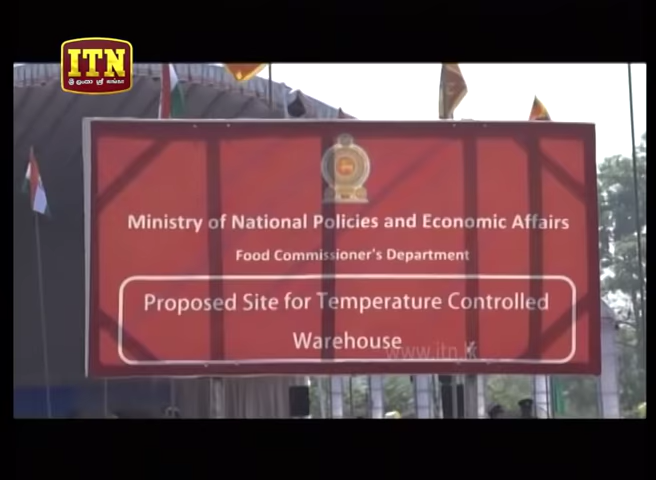 ITN
Ministry of National Policies and Economic Affairs
Food Commissioner's Department
Proposed Site for Temperature Controlled
Warehouse
www.itn.lk